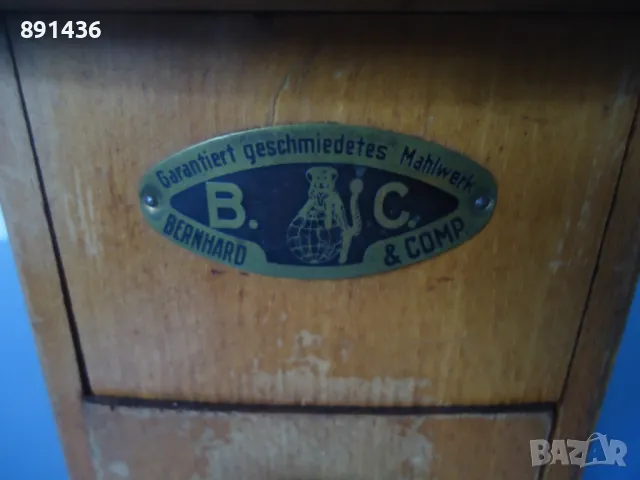 891436
Garantiert geschmiedetes Mahlwerk
B. C.
BERNHARD & COMP.
BAZAR